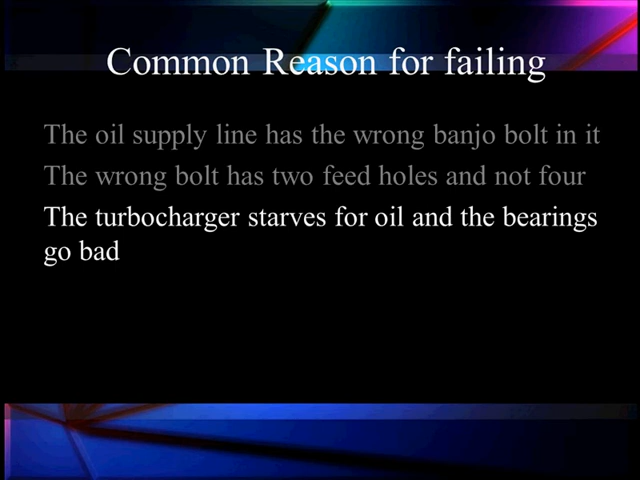 Common Reason for failing
The oil supply line has the wrong banjo bolt in it
The wrong bolt has two feed holes and not four
The turbocharger starves for oil and the bearings
go bad